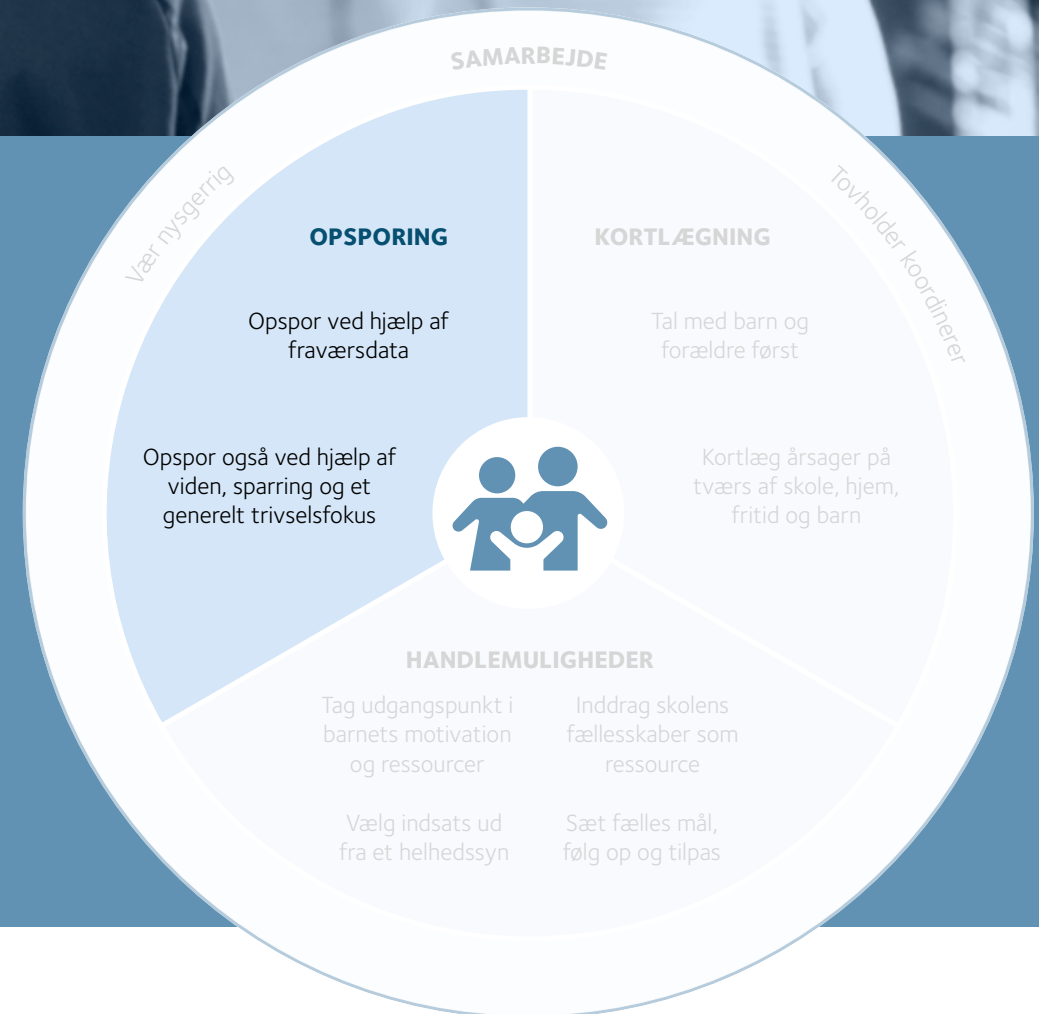 SAMARBEJDE
Vær nysgerrig
Tovholder koordinerer
OPSPORING
Opspor ved hjælp af
fraværsdata
Opspor også ved hjælp af
viden, sparring og et
generelt trivselsfokus
KORTLÆGNING
Tal med barn og
forældre først
Kortlæg årsager på
tværs af skole, hjem,
fritid og barn
HANDLEMULIGHEDER
Tag udgangspunkt i
barnets motivation
og ressourcer
Inddrag skolens
fællesskaber som
ressource
Vælg indsats ud
fra et helhedssyn
Sæt fælles mål,
følg op og tilpas